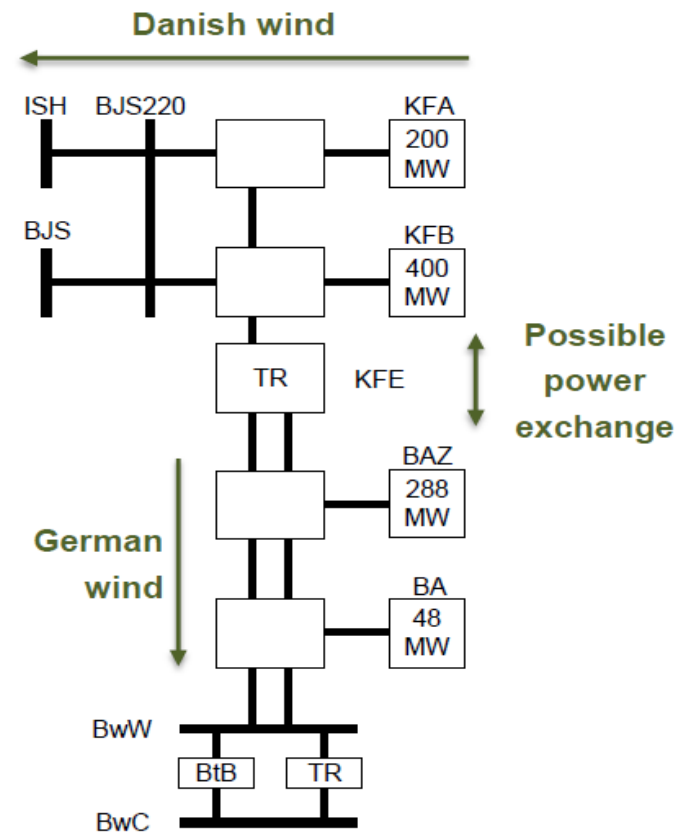 Danish wind
ISH BJS220 KFA
200
MW
BJS KFB
400
MW
Possible
power
exchange
TR KFE
BAZ
288
MW
German
wind
BA
48
MW
BwW
BtB TR
BwC